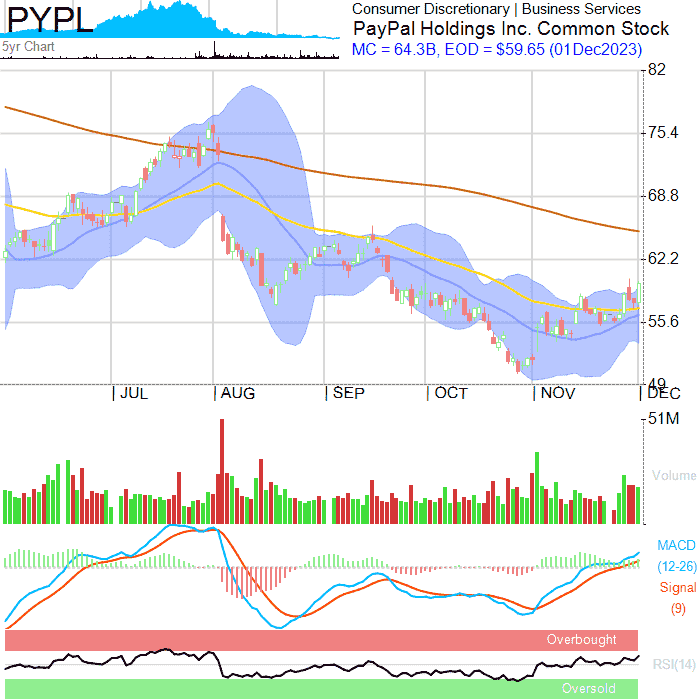 PYPL
5yr Chart
Consumer Discretionary | Business Services
PayPal Holdings Inc. Common Stock
MC = 64.3B, EOD = $59.65 (01Dec2023)
82
75.4
68.8
62.2
55.6
49
JUL AUG SEP OCT NOV DEC
51M
Volume
MACD
(12-26)
Signal
(9)
Overbought
RSI(14)
Oversold